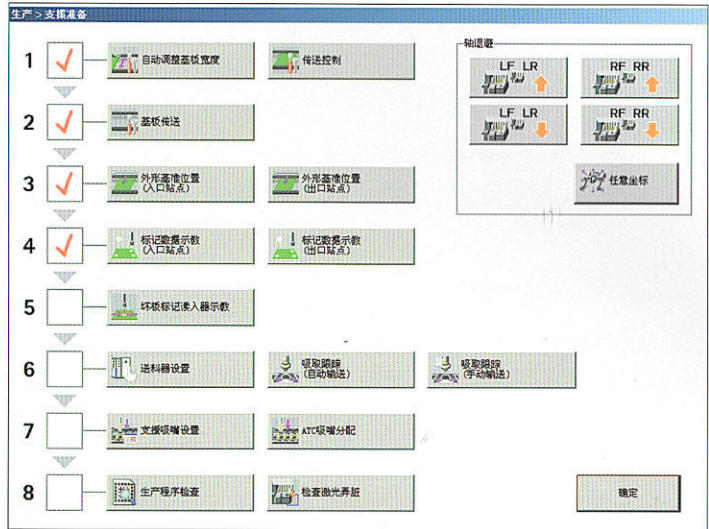 生产 > 支援准备
1
自动调整基板宽度
传送控制
轴退避
LF LR
RF RR
LF LR
RF RR
任意坐标
2
基板传送
3
外形基准位置
(入口站点)
外形基准位置
(出口站点)
4
标记数据示教
(入口站点)
标记数据示教
(出口站点)
5
坏板标记读入器示教
6
送料器设置
吸取跟踪
(自动输送)
吸取跟踪
(手动输送)
7
支援吸嘴设置
ATC吸嘴分配
8
生产程序检查
检查激光弄脏
确定